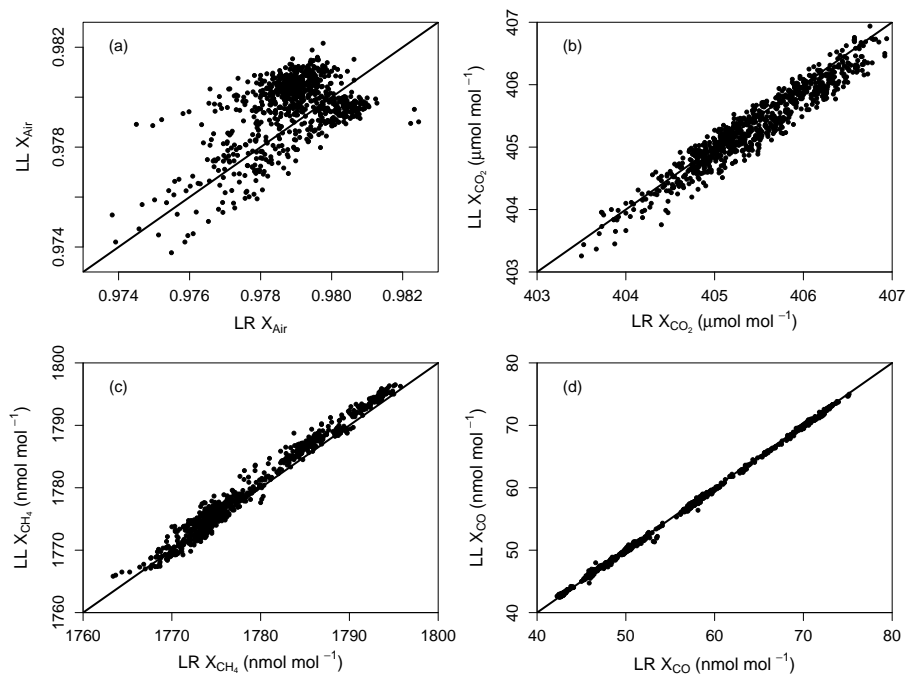 (a)
0.982
0.978
0.974
LL X_Air
0.974 0.976 0.978 0.980 0.982
LR X_Air
(b)
407
406
405
404
403
LL X_CO₂ (μmol mol⁻¹)
403 404 405 406 407
LR X_CO₂ (μmol mol⁻¹)
(c)
1800
1790
1780
1770
1760
LL X_CH₄ (nmol mol⁻¹)
1760 1770 1780 1790 1800
LR X_CH₄ (nmol mol⁻¹)
(d)
80
70
60
50
40
LL X_CO (nmol mol⁻¹)
40 50 60 70 80
LR X_CO (nmol mol⁻¹)